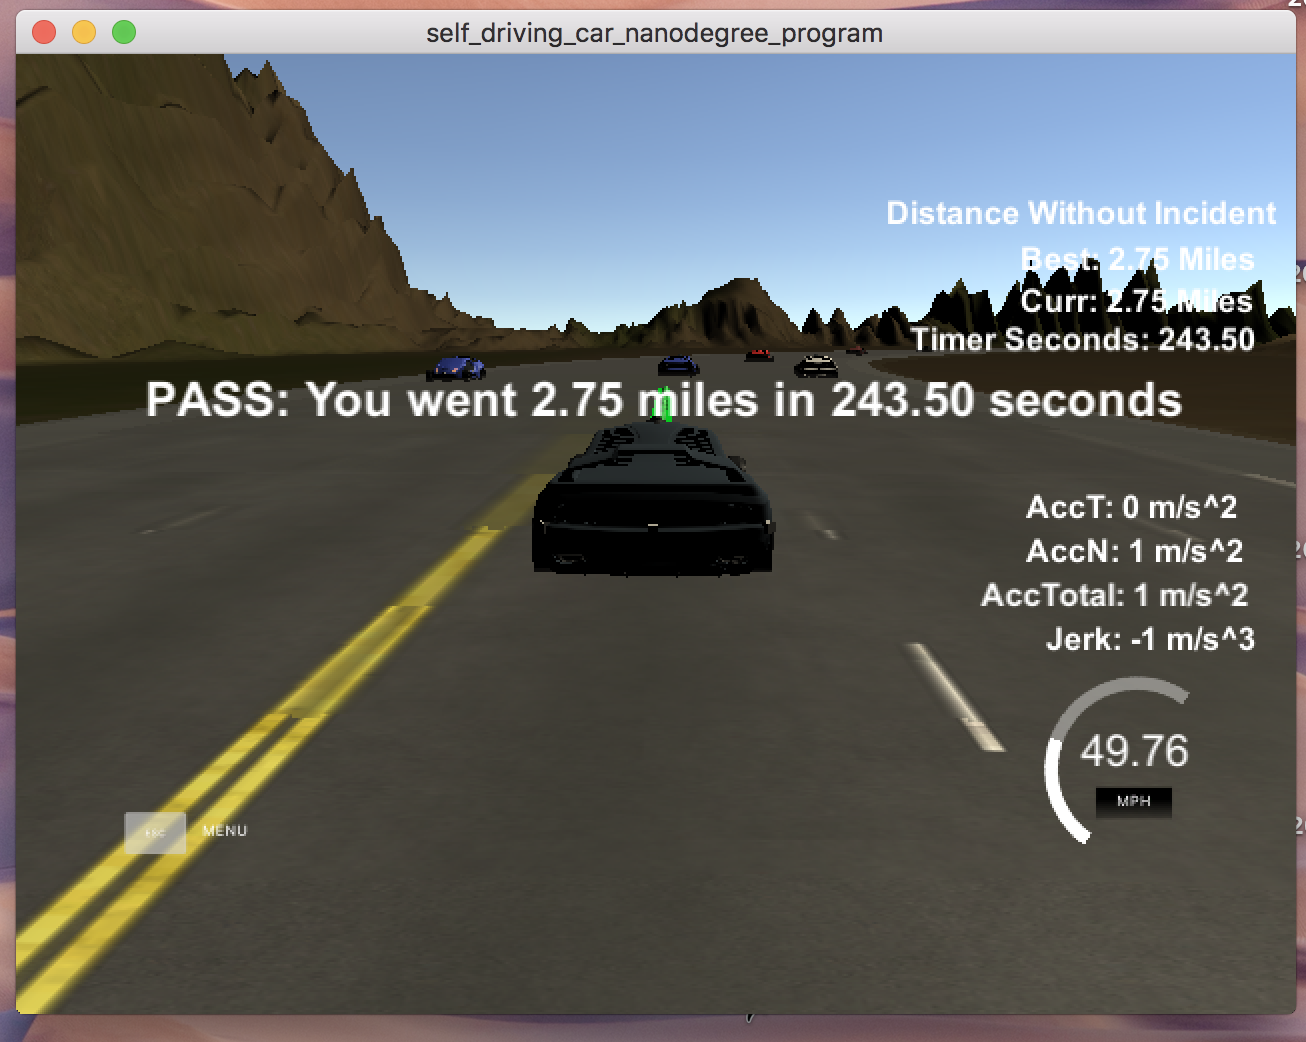 self_driving_car_nanodegree_program
Distance Without Incident
Best: 2.75 Miles
Curr: 2.75 Miles
Timer Seconds: 243.50
PASS: You went 2.75 miles in 243.50 seconds
AccT: 0 m/s^2
AccN: 1 m/s^2
AccTotal: 1 m/s^2
Jerk: -1 m/s^3
49.76
MPH
ESC MENU